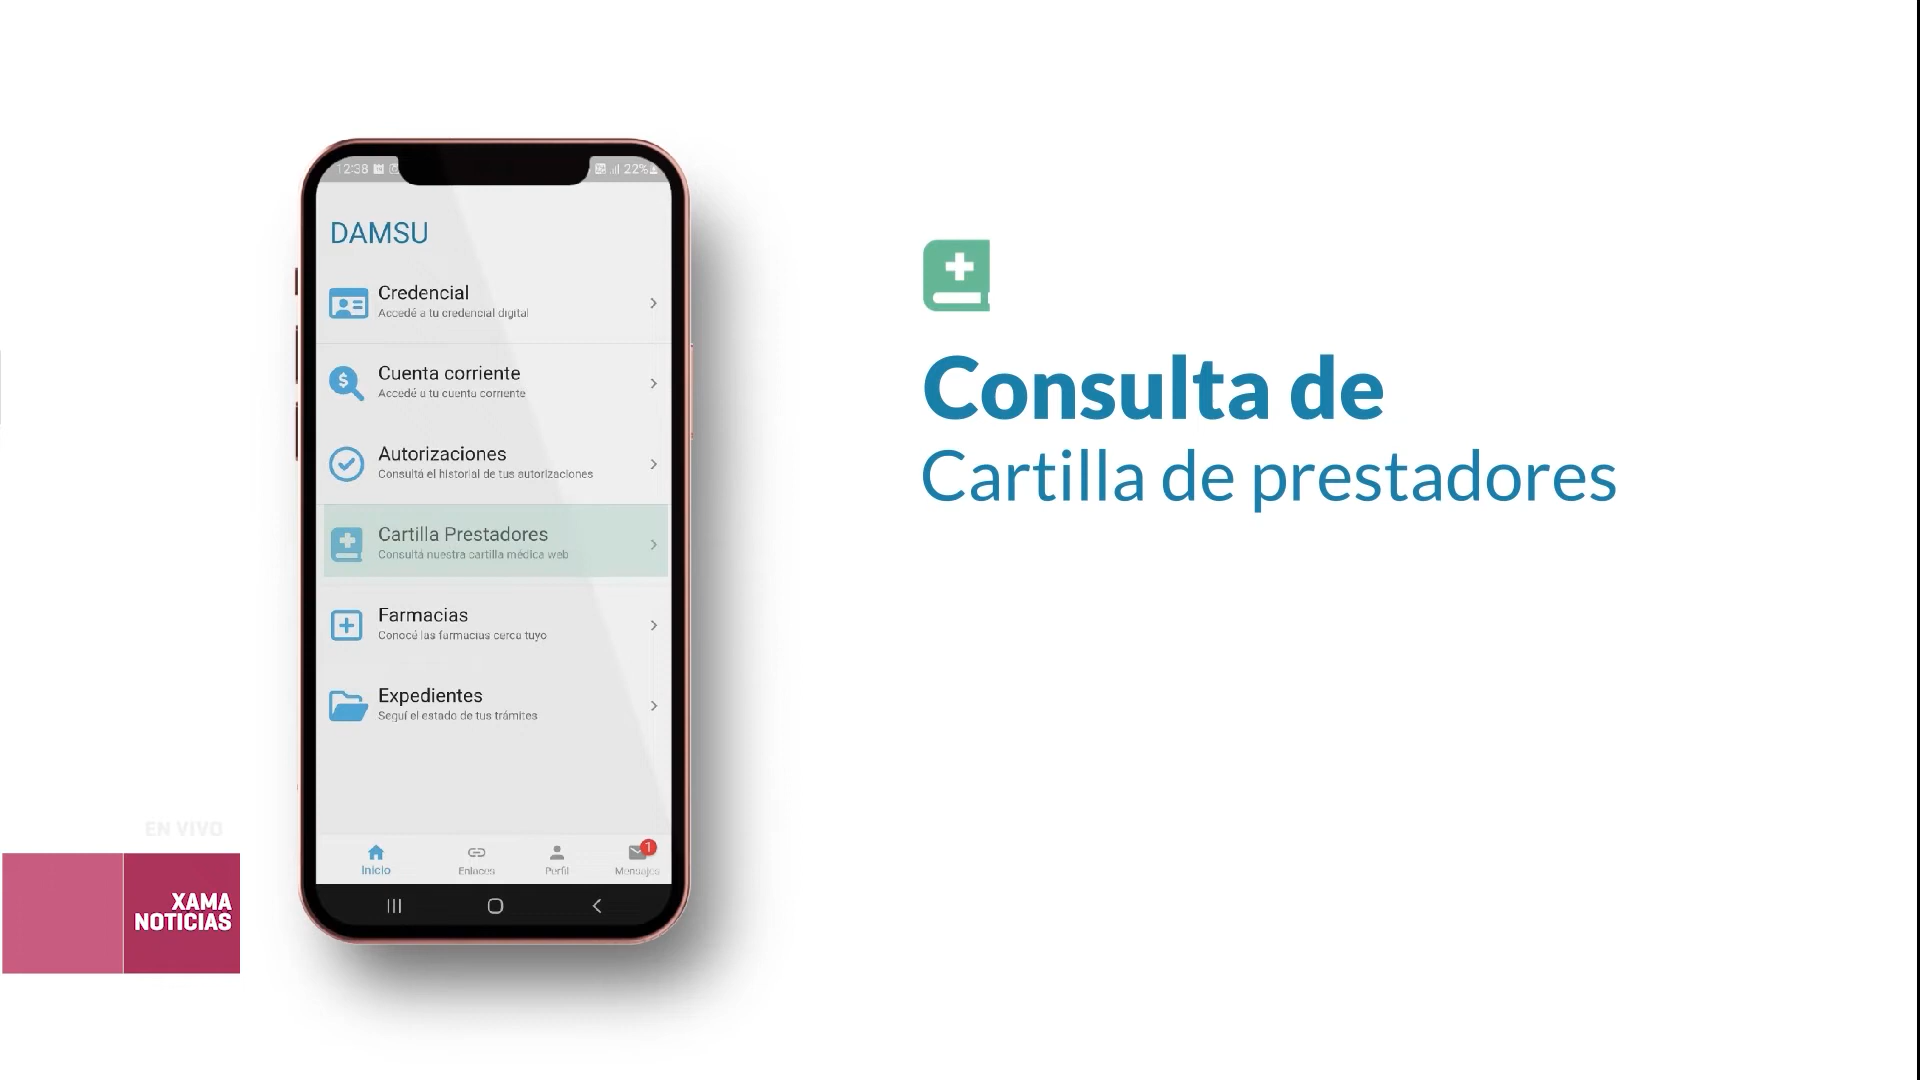 12:38
22%
DAMSU
Credencial
Accedé a tu credencial digital
Cuenta corriente
Accedé a tu cuenta corriente
Autorizaciones
Consultá el historial de tus autorizaciones
Cartilla Prestadores
Consultá nuestra cartilla médica web
Farmacias
Conocé las farmacias cerca tuyo
Expedientes
Seguí el estado de tus trámites
Inicio
Enlaces
Perfil
Mensajes
1
Consulta de
Cartilla de prestadores
EN VIVO
XAMA
NOTICIAS